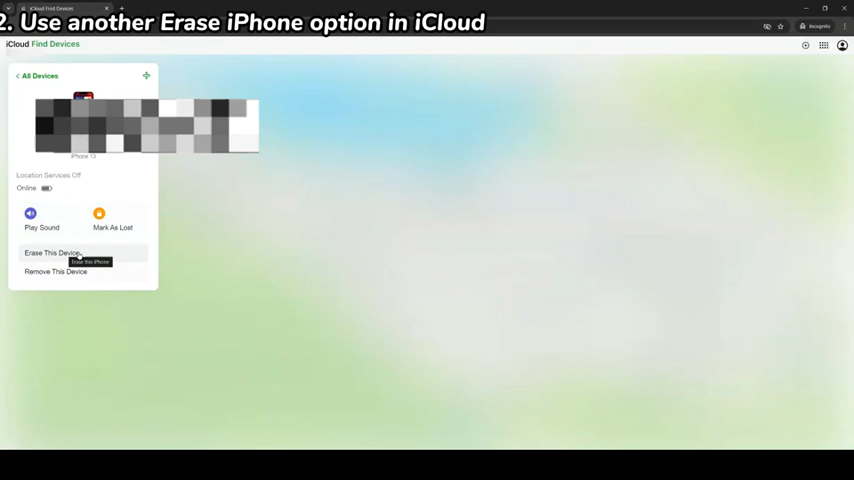 iCloud Find Devices
2. Use another Erase iPhone option in iCloud
Incognito
iCloud Find Devices
All Devices
iPhone 13
Location Services Off
Online
Play Sound
Mark As Lost
Erase This Device
Erase this iPhone
Remove This Device